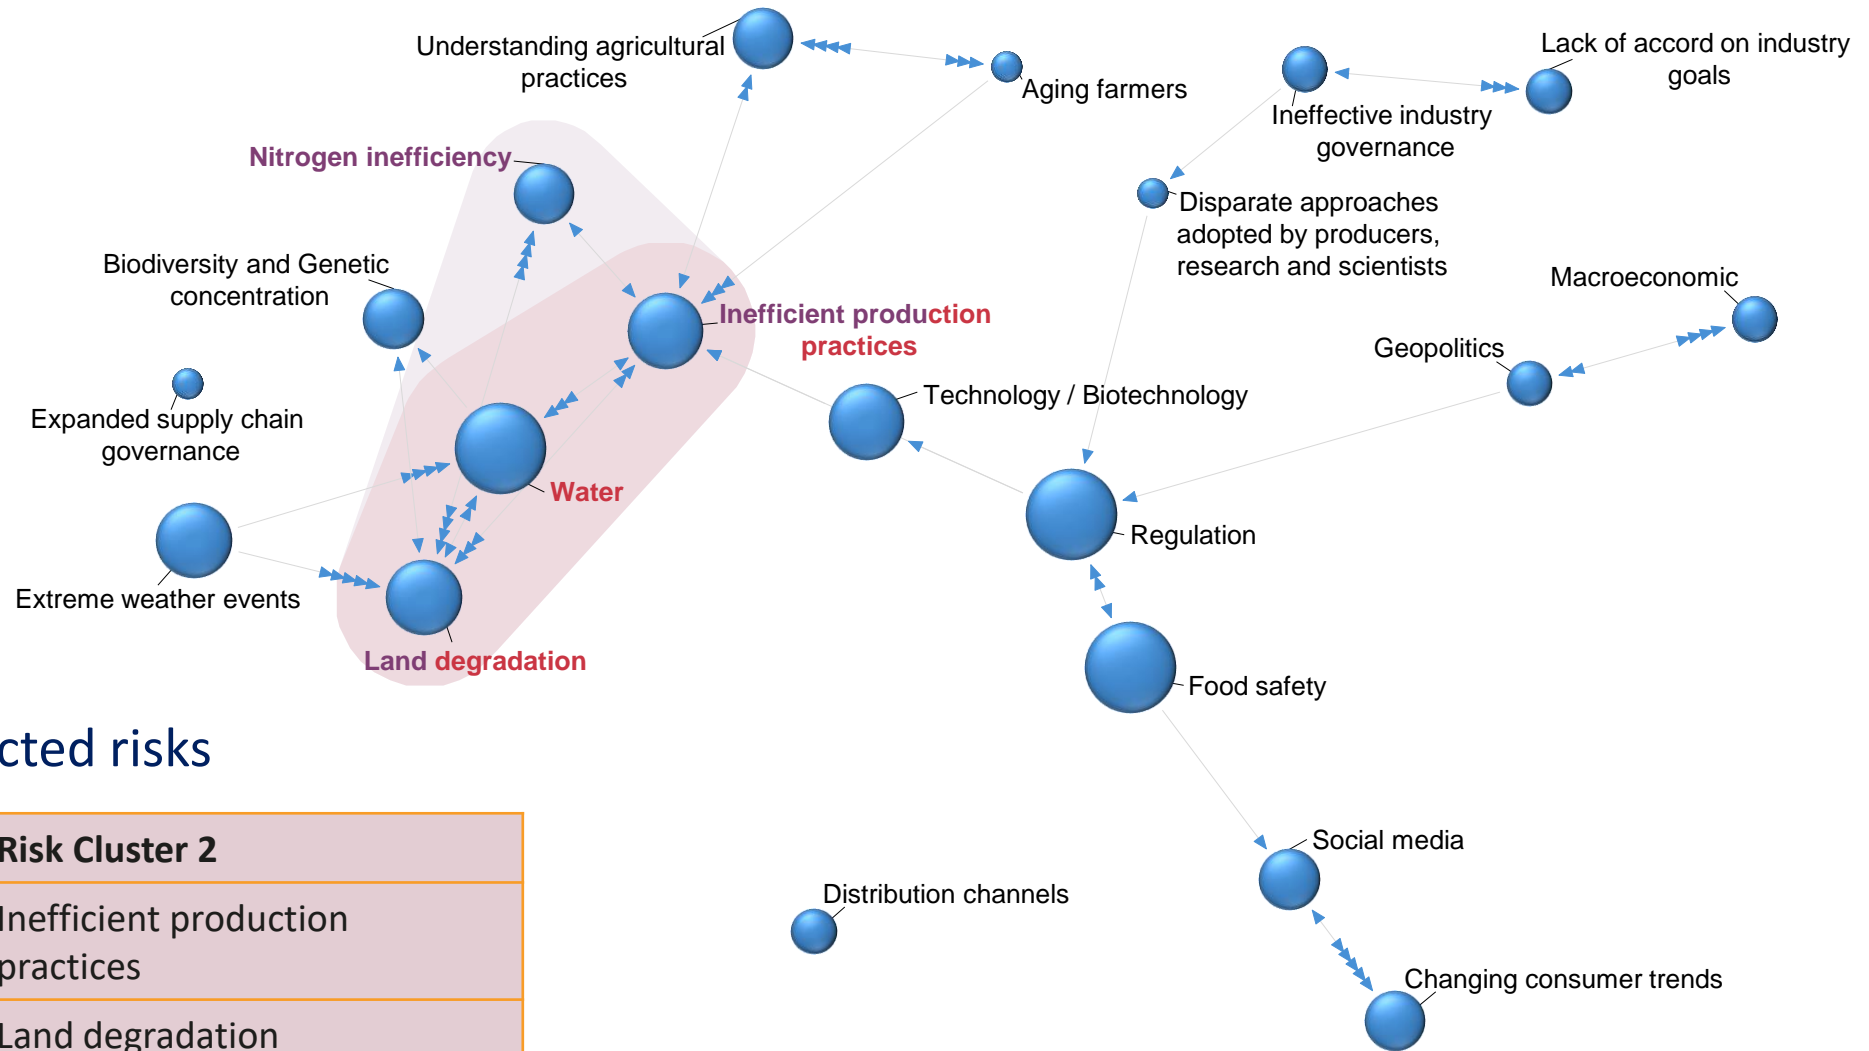 Understanding agricultural
practices
Aging farmers
Lack of accord on industry
goals
Ineffective industry
governance
Nitrogen inefficiency
Disparate approaches
adopted by producers,
research and scientists
Biodiversity and Genetic
concentration
Macroeconomic
Inefficient production
practices
Geopolitics
Expanded supply chain
governance
Technology / Biotechnology
Water
Regulation
Extreme weather events
Land degradation
Food safety
cted risks
Risk Cluster 2
Inefficient production
practices
Land degradation
Social media
Distribution channels
Changing consumer trends